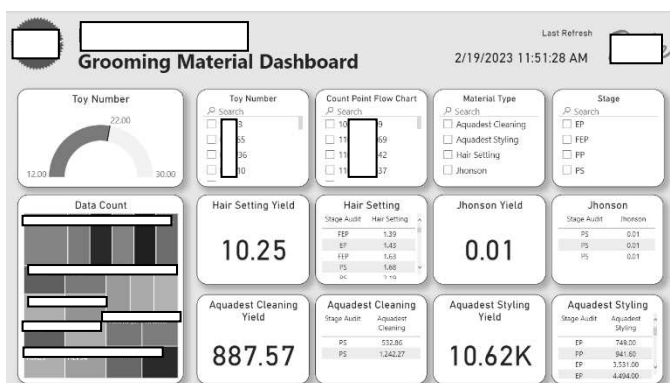 Last Refresh
Grooming Material Dashboard
2/19/2023 11:51:28 AM
Toy Number
22.00
12.00
30.00
Toy Number
Search
3
55
36
10
Count Point Flow Chart
Search
10 9
11 69
11 42
11 37
Material Type
Search
Aquadest Cleaning
Aquadest Styling
Hair Setting
Jhonson
Stage
Search
EP
FEP
PP
PS
Data Count
Hair Setting Yield
10.25
Hair Setting
Stage Audit Hair Setting
FEP 1.39
EP 1.43
FEP 1.63
PS 1.68
PS 2.19
Jhonson Yield
0.01
Jhonson
Stage Audit Jhonson
PS 0.01
PS 0.01
PS 0.01
Aquadest Cleaning
Yield
887.57
Aquadest Cleaning
Stage Audit Aquadest
Cleaning
PS 532.86
PS 1,242.27
Aquadest Styling
Yield
10.62K
Aquadest Styling
Stage Audit Aquadest
Styling
EP 749.00
PP 941.60
EP 3,531.00
EP 4,494.00